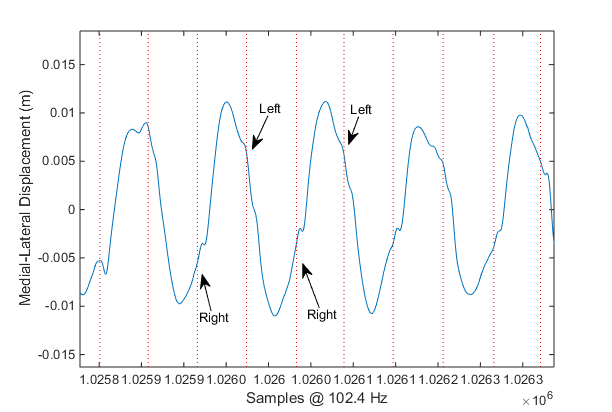 0.015
0.01
Left
Left
0.005
0
-0.005
Right
Right
-0.01
-0.015
Medial-Lateral Displacement (m)
1.0258 1.0259 1.0259 1.0260 1.026 1.0260 1.0261 1.0261 1.0262 1.0263 1.0263
Samples @ 102.4 Hz
× 10^6